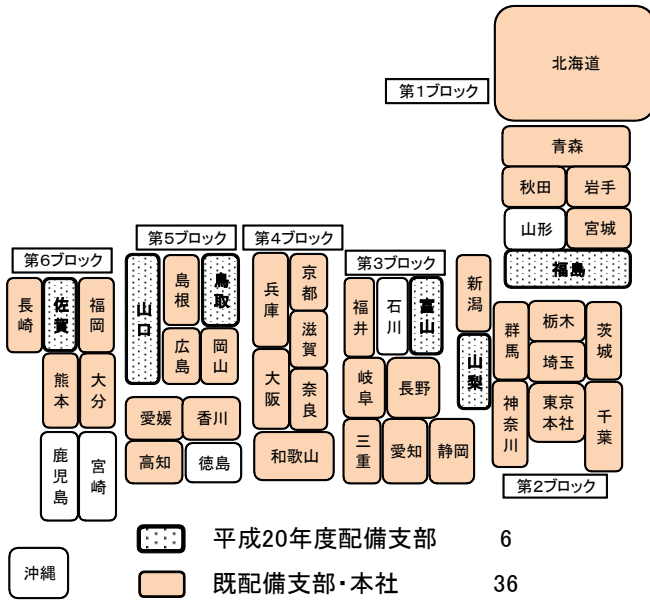 北海道
第1ブロック
青森
秋田
岩手
山形
宮城
福島
第6ブロック
長崎
佐賀
福岡
熊本
大分
鹿児島
宮崎
沖縄
第5ブロック
山口
島根
鳥取
広島
岡山
愛媛
香川
高知
徳島
第4ブロック
兵庫
京都
滋賀
大阪
奈良
和歌山
第3ブロック
福井
石川
富山
岐阜
長野
三重
愛知
静岡
新潟
山梨
群馬
栃木
茨城
埼玉
神奈川
東京
本社
千葉
第2ブロック
平成20年度配備支部 6
既配備支部・本社 36